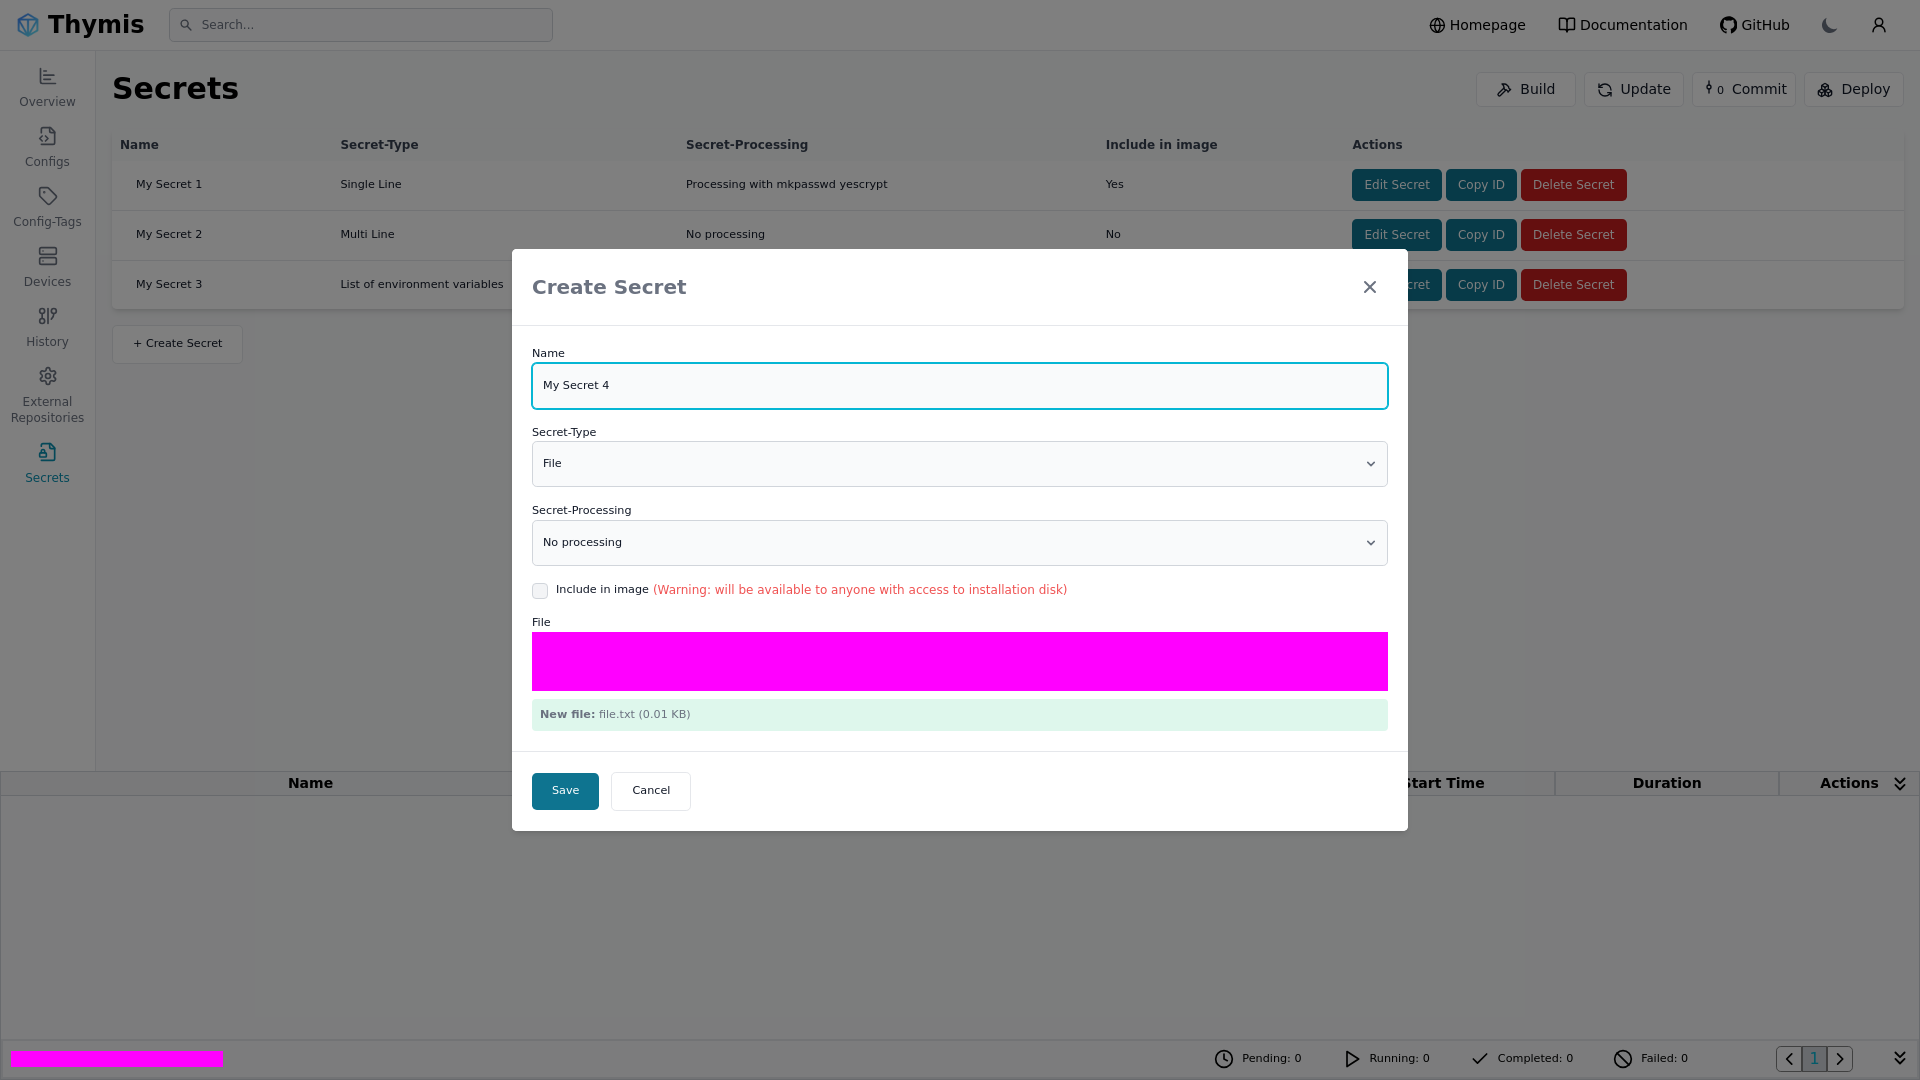 Thymis
Search...
Homepage
Documentation
GitHub
Overview
Configs
Config-Tags
Devices
History
External Repositories
Secrets
Secrets
Build
Update
0 Commit
Deploy
Name Secret-Type Secret-Processing Include in image Actions
My Secret 1 Single Line Processing with mkpasswd yescrypt Yes Edit Secret Copy ID Delete Secret
My Secret 2 Multi Line No processing No Edit Secret Copy ID Delete Secret
My Secret 3 List of environment variables cret Copy ID Delete Secret
+ Create Secret
Create Secret
Name
My Secret 4
Secret-Type
File
Secret-Processing
No processing
Include in image (Warning: will be available to anyone with access to installation disk)
File
New file: file.txt (0.01 KB)
Save
Cancel
Name Start Time Duration Actions
Pending: 0
Running: 0
Completed: 0
Failed: 0
1